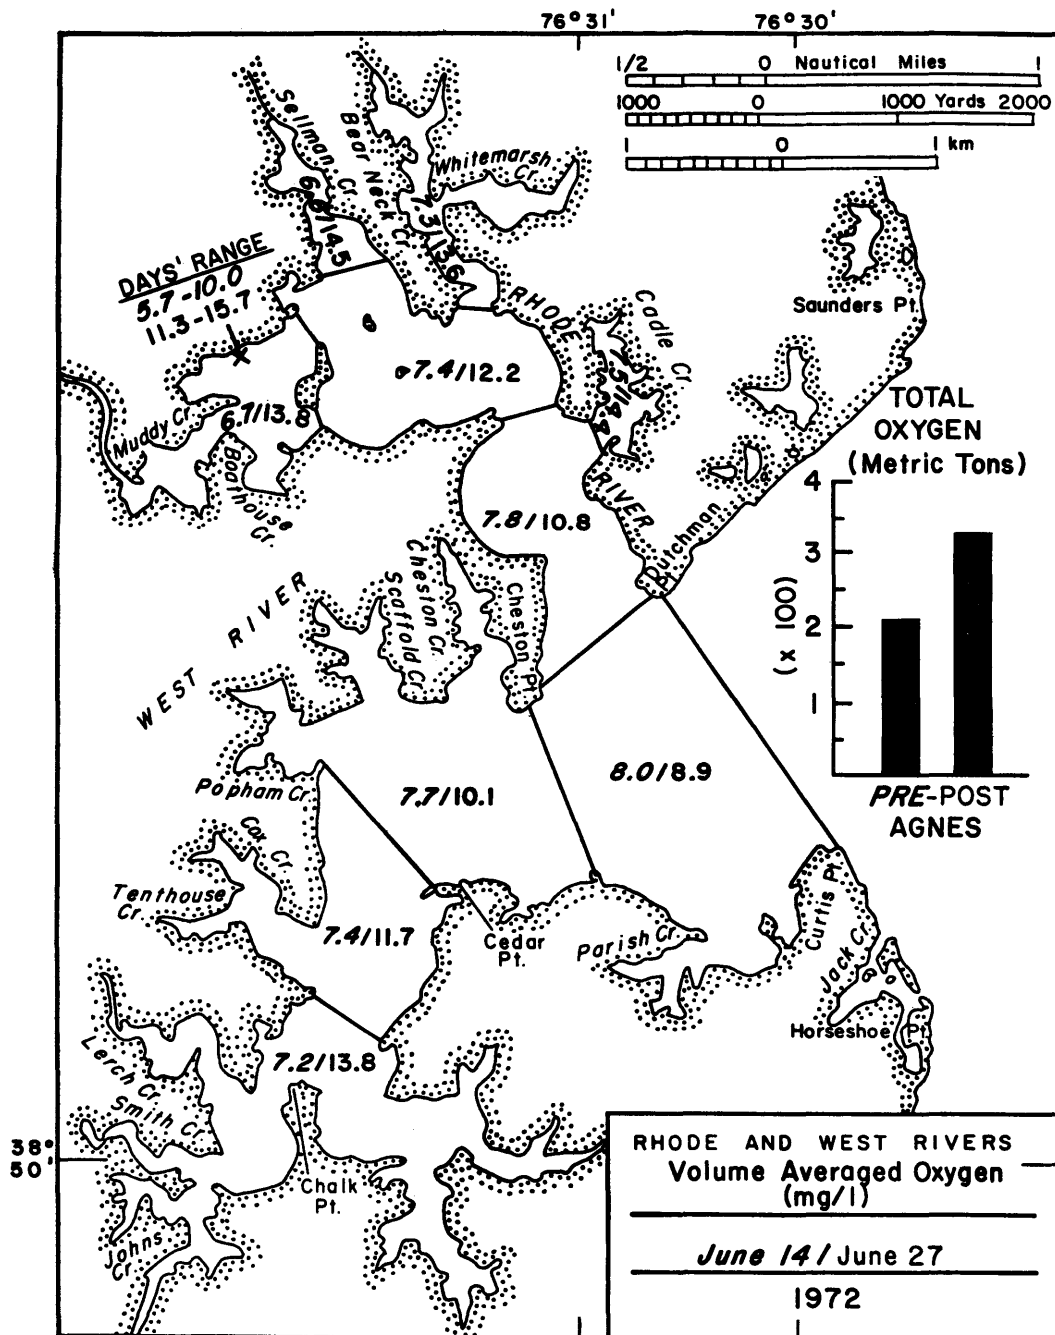 76° 31'
76° 30'
1/2 0 Nautical Miles 1
1000 0 1000 Yards 2000
1 0 1 km
Sellman Cr.
Bear Neck Cr.
Whitemarsh Cr.
14.5
7.3/13.6
DAYS' RANGE
5.7-10.0
11.3-15.7
RHODE RIVER
Cadle Cr.
Saunders Pt.
7.4/12.2
Muddy Cr.
6.7/13.8
Boathouse Cr.
7.8/10.8
Dutchman Pt.
TOTAL
OXYGEN
(Metric Tons)
4
3
2
1
(x 100)
PRE-POST
AGNES
WEST RIVER
Cheston Cr.
Scaffold Cr.
Cheston Pt.
8.0/8.9
7.7/10.1
Popham Cr.
Cox Cr.
Tenthouse
Cr.
7.4/11.7
Cedar
Pt.
Parish Cr.
Curtis Pt.
Jack Cr.
Horseshoe Pt.
7.2/13.8
Lerch Cr.
Smith Cr.
38°
50'
Chalk
Pt.
Johns
Cr.
RHODE AND WEST RIVERS
Volume Averaged Oxygen
(mg/l)
June 14 / June 27
1972